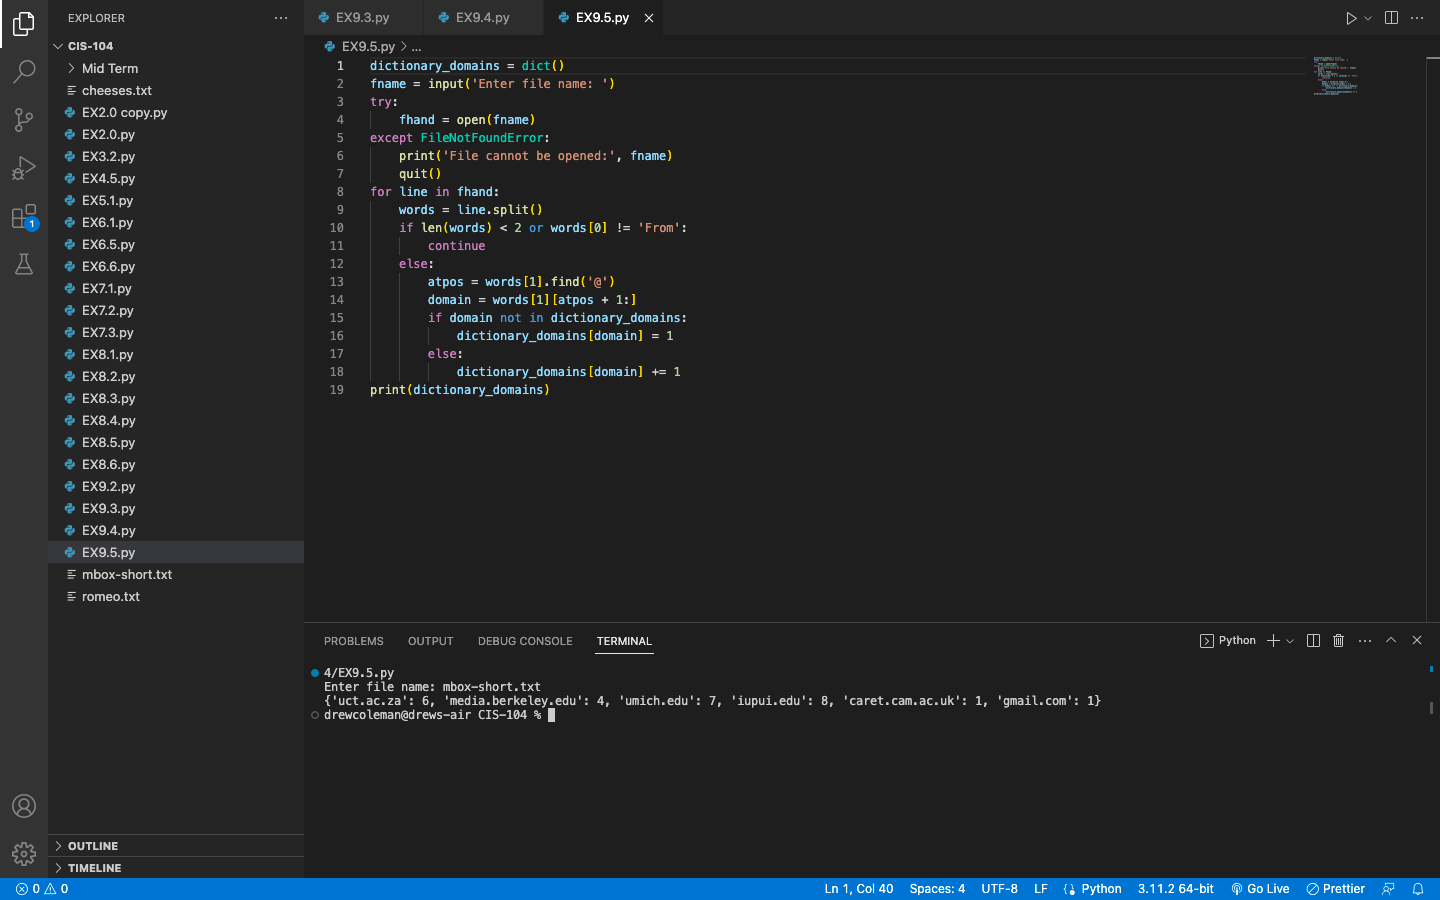 EXPLORER
CIS-104
Mid Term
cheeses.txt
EX2.0 copy.py
EX2.0.py
EX3.2.py
EX4.5.py
EX5.1.py
EX6.1.py
EX6.5.py
EX6.6.py
EX7.1.py
EX7.2.py
EX7.3.py
EX8.1.py
EX8.2.py
EX8.3.py
EX8.4.py
EX8.5.py
EX8.6.py
EX9.2.py
EX9.3.py
EX9.4.py
EX9.5.py
mbox-short.txt
romeo.txt
OUTLINE
TIMELINE
1
EX9.3.py EX9.4.py EX9.5.py
EX9.5.py > ...
1 dictionary_domains = dict()
2 fname = input('Enter file name: ')
3 try:
4     fhand = open(fname)
5 except FileNotFoundError:
6     print('File cannot be opened:', fname)
7     quit()
8 for line in fhand:
9     words = line.split()
10     if len(words) < 2 or words[0] != 'From':
11         continue
12     else:
13         atpos = words[1].find('@')
14         domain = words[1][atpos + 1:]
15         if domain not in dictionary_domains:
16             dictionary_domains[domain] = 1
17         else:
18             dictionary_domains[domain] += 1
19 print(dictionary_domains)
PROBLEMS OUTPUT DEBUG CONSOLE TERMINAL Python
4/EX9.5.py
Enter file name: mbox-short.txt
{'uct.ac.za': 6, 'media.berkeley.edu': 4, 'umich.edu': 7, 'iupui.edu': 8, 'caret.cam.ac.uk': 1, 'gmail.com': 1}
drewcoleman@drews-air CIS-104 %
0 0 Ln 1, Col 40 Spaces: 4 UTF-8 LF Python 3.11.2 64-bit Go Live Prettier